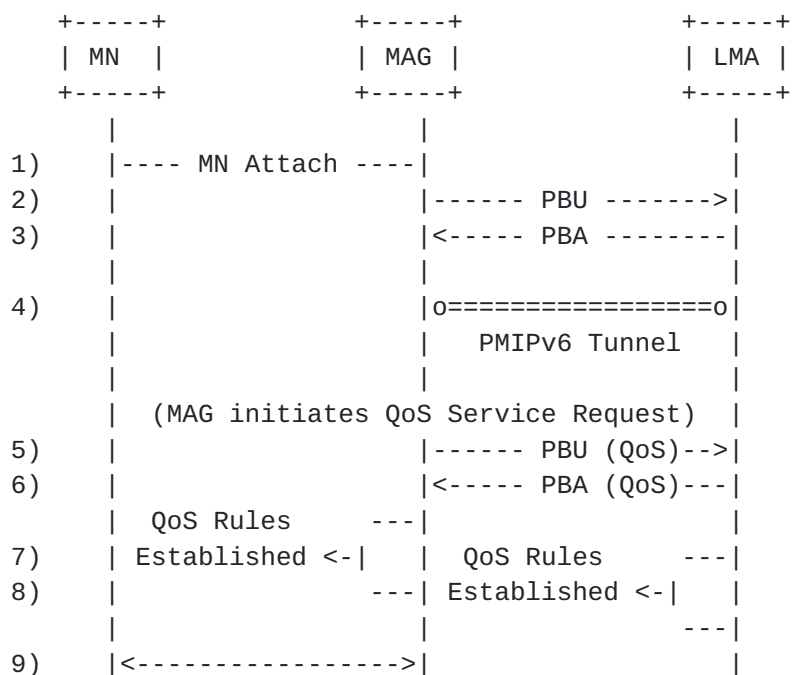 +-----+            +-----+              +-----+
| MN  |            | MAG |              | LMA |
+-----+            +-----+              +-----+
   |                  |                  |
1)    |---- MN Attach ----|                  |
2)    |                   |------ PBU ------->|
3)    |                   |<----- PBA --------|
      |                   |                   |
4)    |                   |o=================o|
      |                   |   PMIPv6 Tunnel   |
      |                   |                   |
      |  (MAG initiates QoS Service Request)  |
5)    |                   |------ PBU (QoS)-->|
6)    |                   |<----- PBA (QoS)---|
      |  QoS Rules     ---|                   |
7)    | Established <-|   |  QoS Rules     ---|
8)    |                ---| Established <-|   |
      |                   |                ---|
9)    |<----------------->|                   |